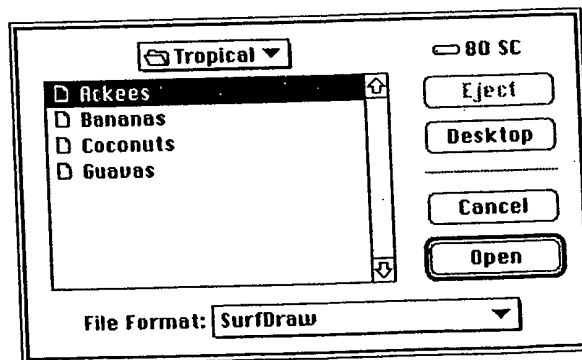 Tropical
80 SC
Ackees
Bananas
Coconuts
Guavas
Eject
Desktop
Cancel
Open
File Format: SurfDraw